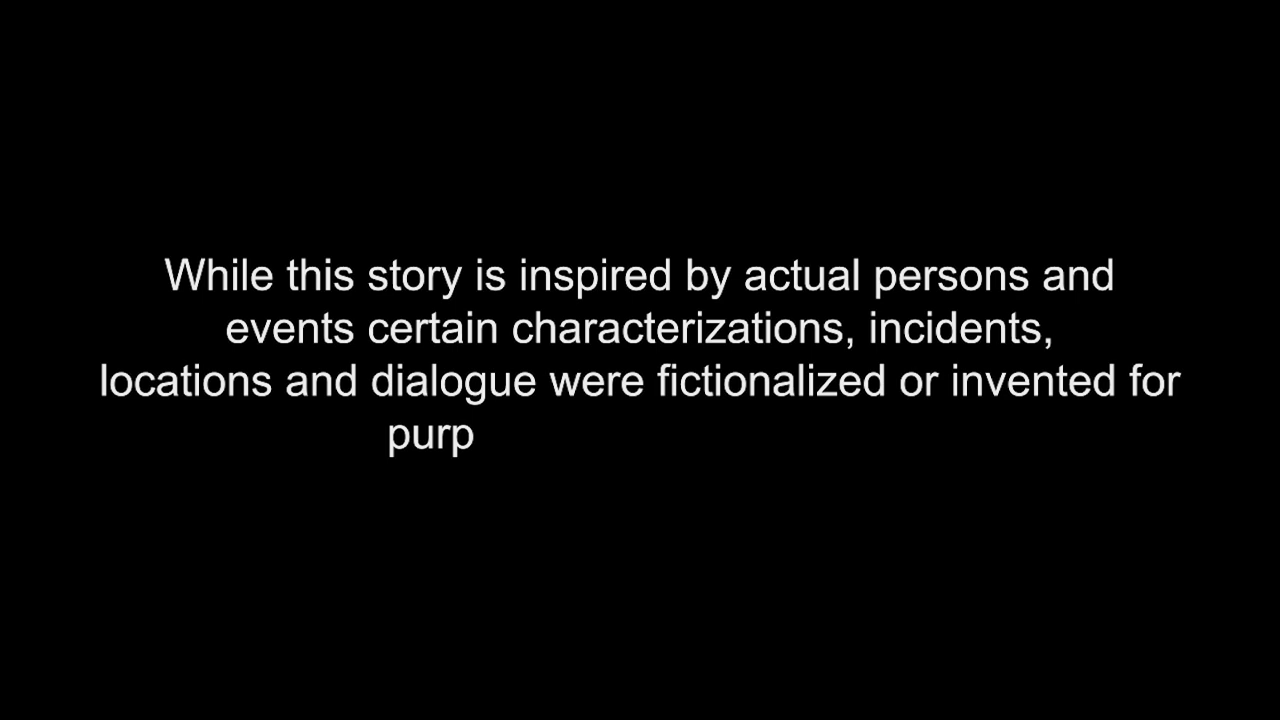 While this story is inspired by actual persons and
events certain characterizations, incidents,
locations and dialogue were fictionalized or invented for
purp